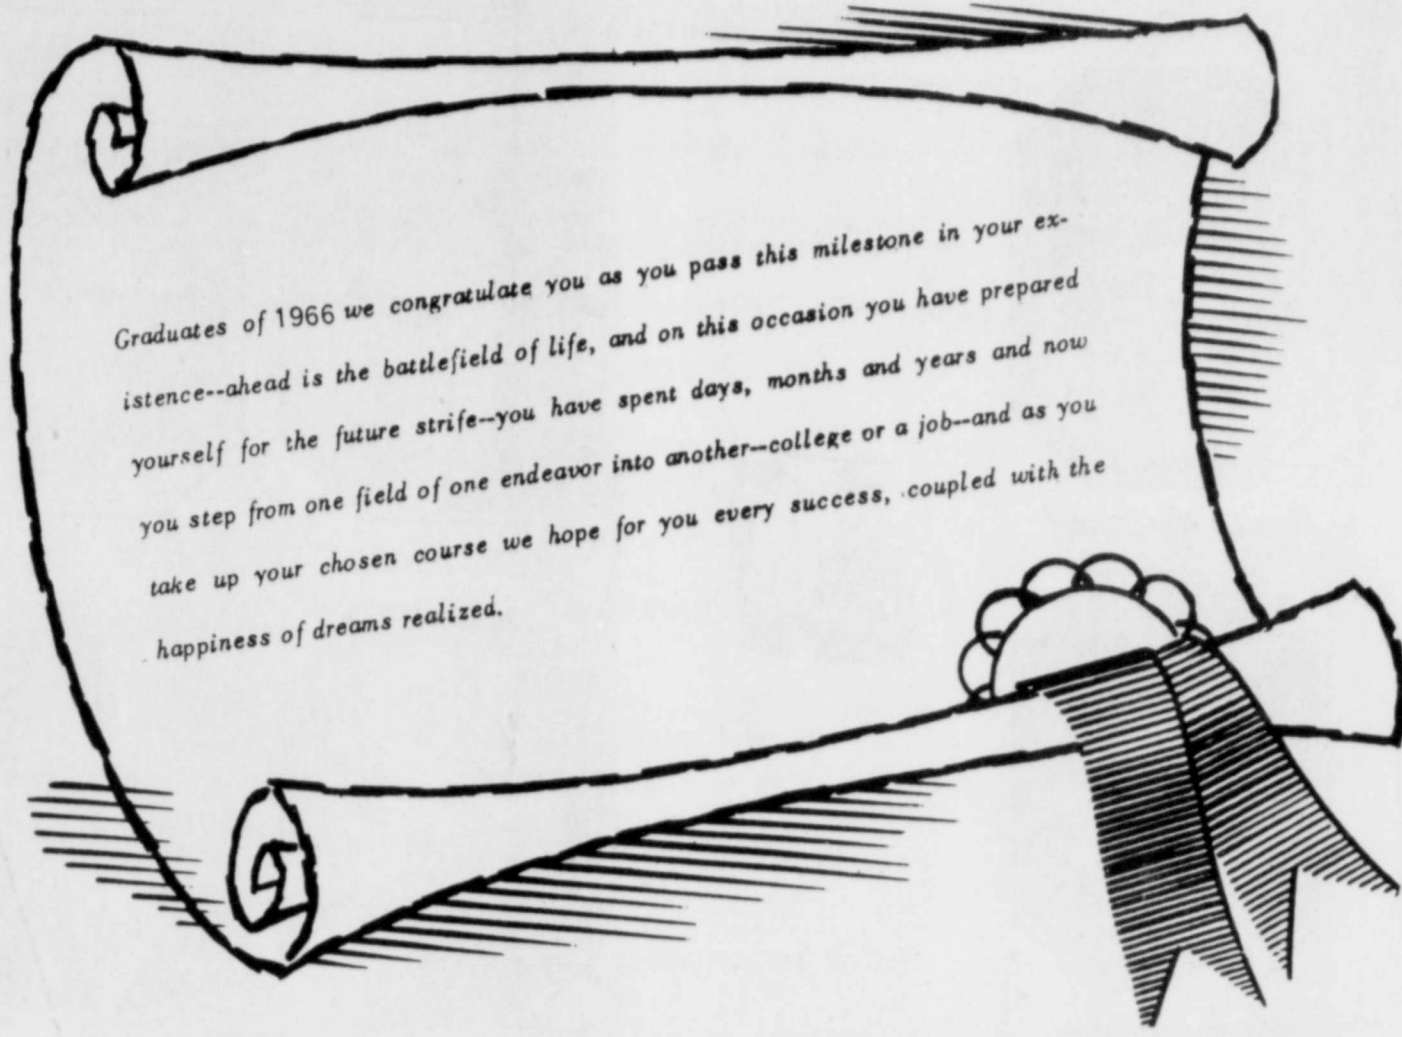 Graduates of 1966 we congratulate you as you pass this milestone in your ex-
istence--ahead is the battlefield of life, and on this occasion you have prepared
yourself for the future strife--you have spent days, months and years and now
you step from one field of one endeavor into another--college or a job--and as you
take up your chosen course we hope for you every success, coupled with the
happiness of dreams realized.